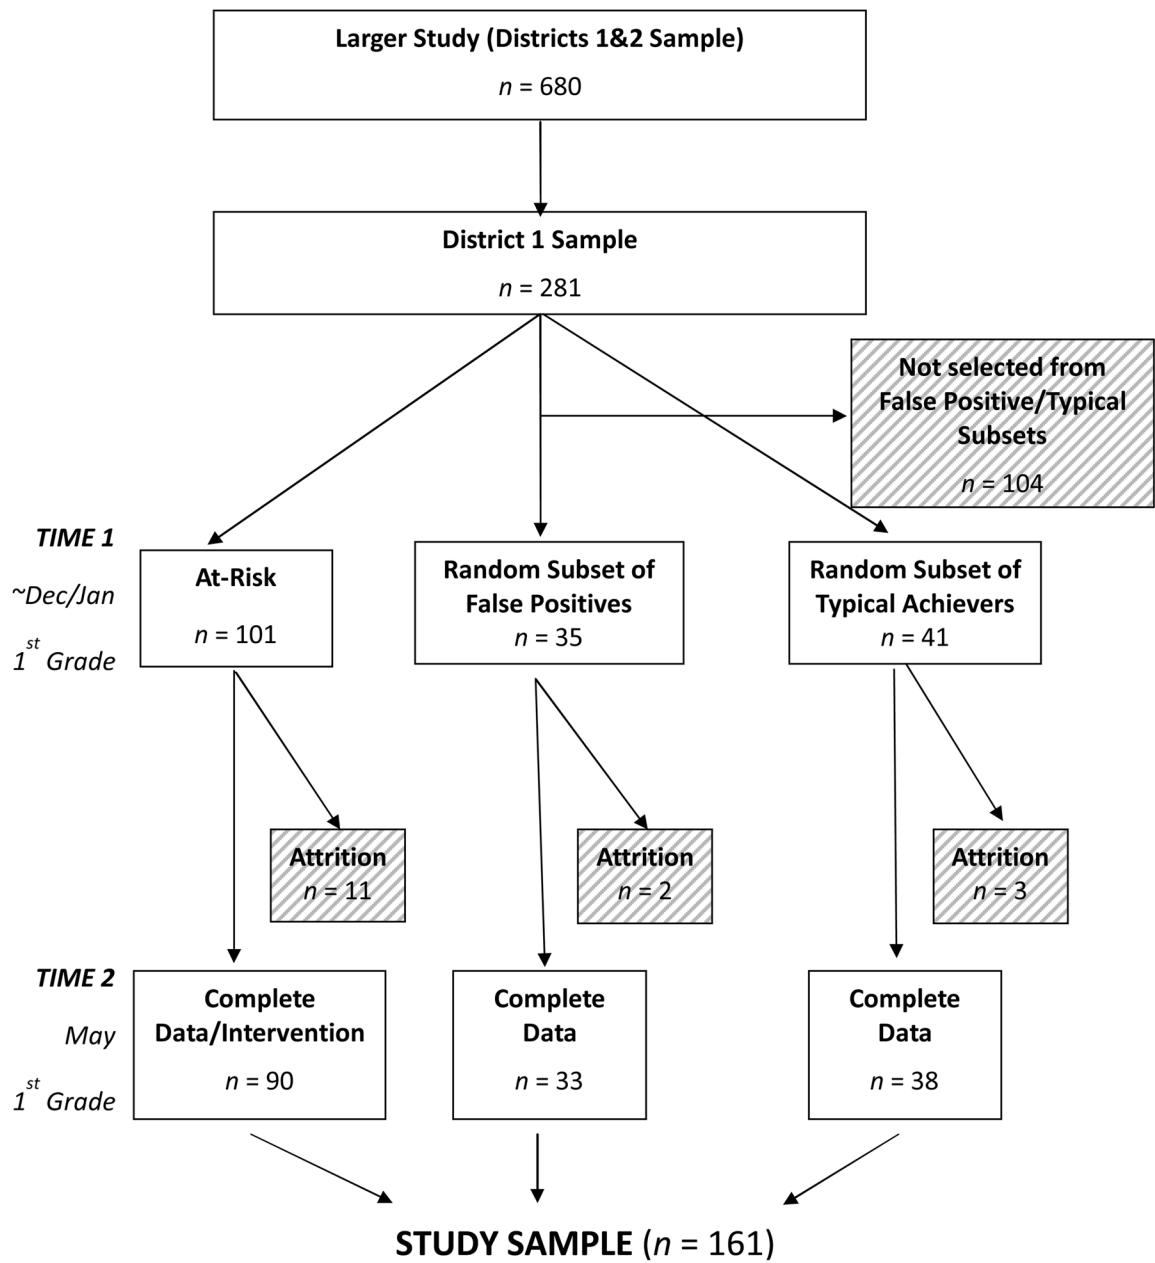 Larger Study (Districts 1&2 Sample)
n = 680
District 1 Sample
n = 281
Not selected from
False Positive/Typical
Subsets
n = 104
TIME 1
~Dec/Jan
1st Grade
At-Risk
n = 101
Random Subset of
False Positives
n = 35
Random Subset of
Typical Achievers
n = 41
Attrition
n = 11
Attrition
n = 2
Attrition
n = 3
TIME 2
May
1st Grade
Complete
Data/Intervention
n = 90
Complete
Data
n = 33
Complete
Data
n = 38
STUDY SAMPLE (n = 161)